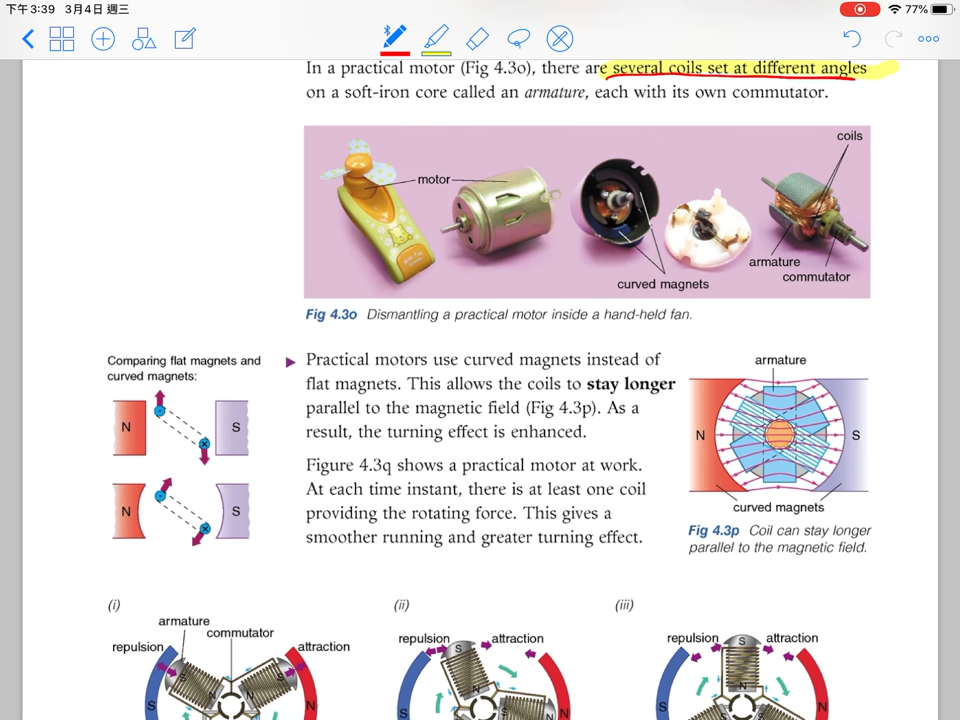 下午3:39 3月4日 週三
77%
In a practical motor (Fig 4.3o), there are several coils set at different angles
on a soft-iron core called an armature, each with its own commutator.
coils
motor
armature
curved magnets
commutator
Fig 4.3o Dismantling a practical motor inside a hand-held fan.
Comparing flat magnets and
curved magnets:
N
S
N
S
Practical motors use curved magnets instead of
flat magnets. This allows the coils to stay longer
parallel to the magnetic field (Fig 4.3p). As a
result, the turning effect is enhanced.
Figure 4.3q shows a practical motor at work.
At each time instant, there is at least one coil
providing the rotating force. This gives a
smoother running and greater turning effect.
armature
N
S
curved magnets
Fig 4.3p Coil can stay longer
parallel to the magnetic field.
(i)
armature
commutator
repulsion
attraction
S
S
N
N
S
N
(ii)
repulsion
attraction
S
N
S
S
N
N
(iii)
repulsion
attraction
S
N
S
N